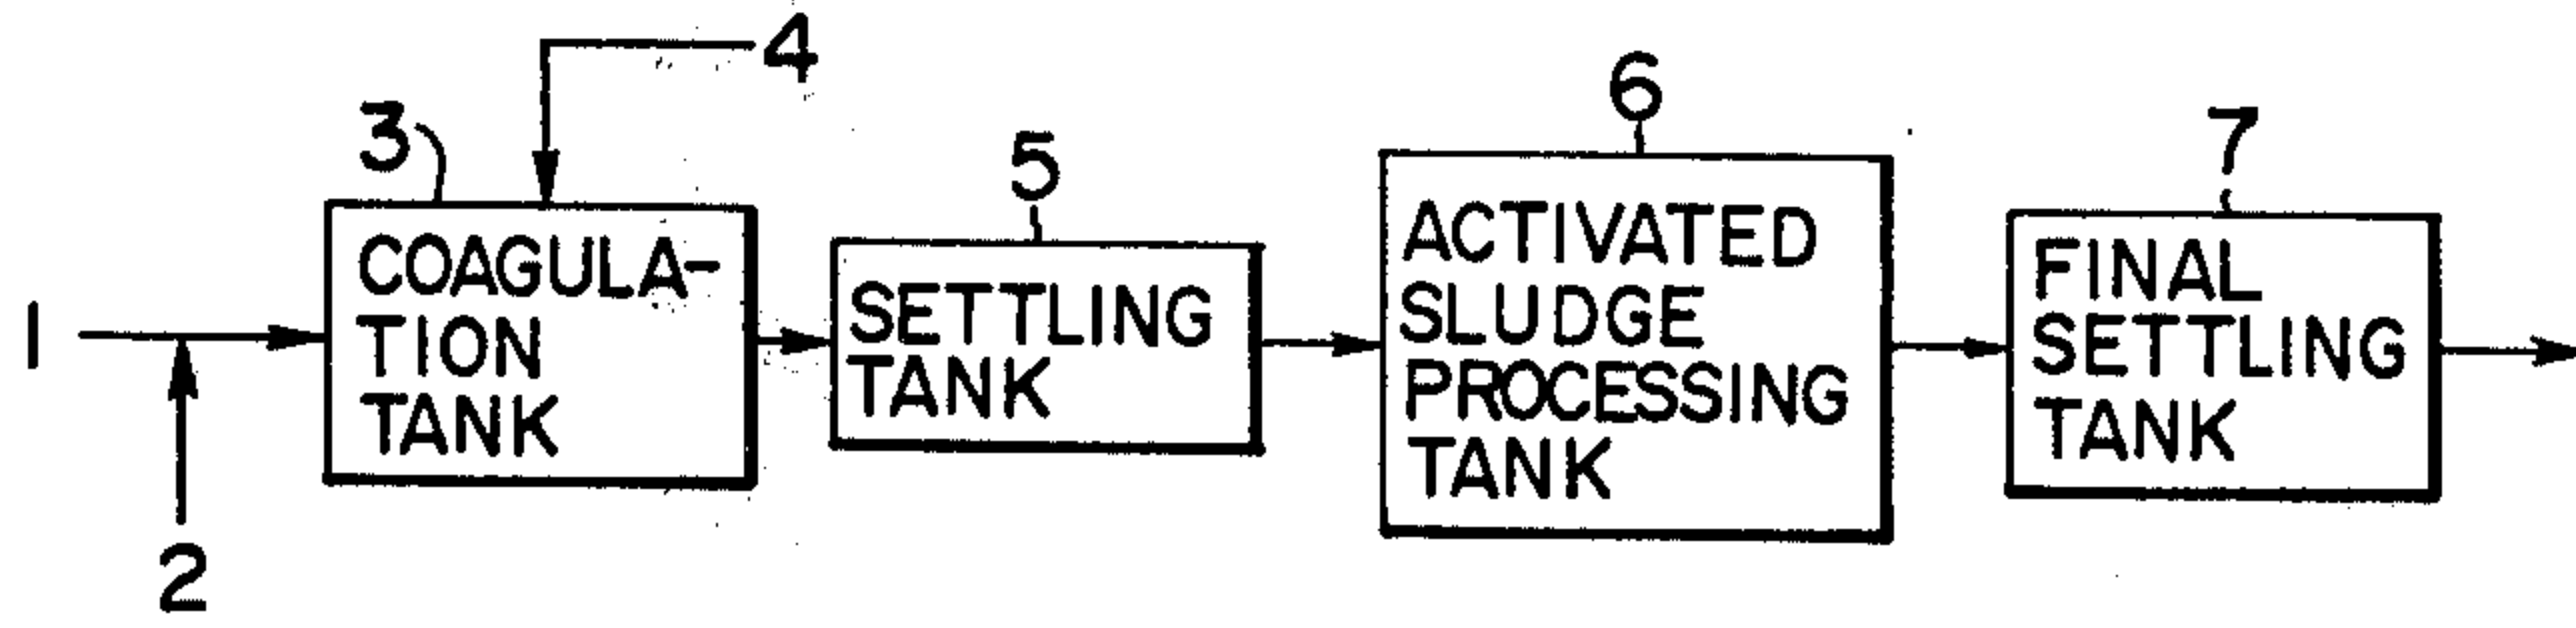 4
3
6
5
7
COAGULA-
TION
TANK
SETTLING
TANK
ACTIVATED
SLUDGE
PROCESSING
TANK
FINAL
SETTLING
TANK
1
2